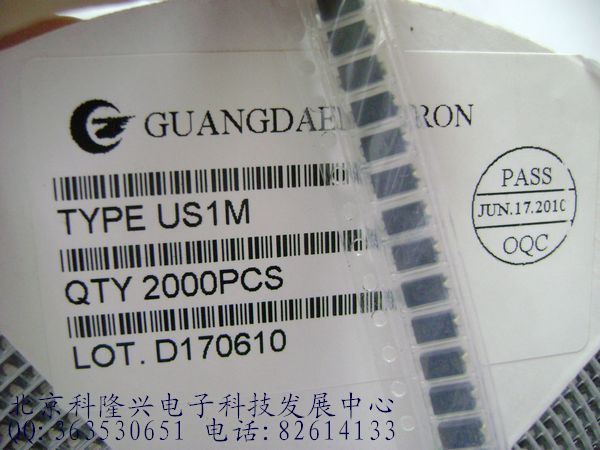 GUANGDAEL RON
TYPE US1M
QTY 2000PCS
LOT. D170610
PASS
JUN.17.2010
OQC
北京科隆兴电子科技发展中心
QQ:363530651 电话:82614133